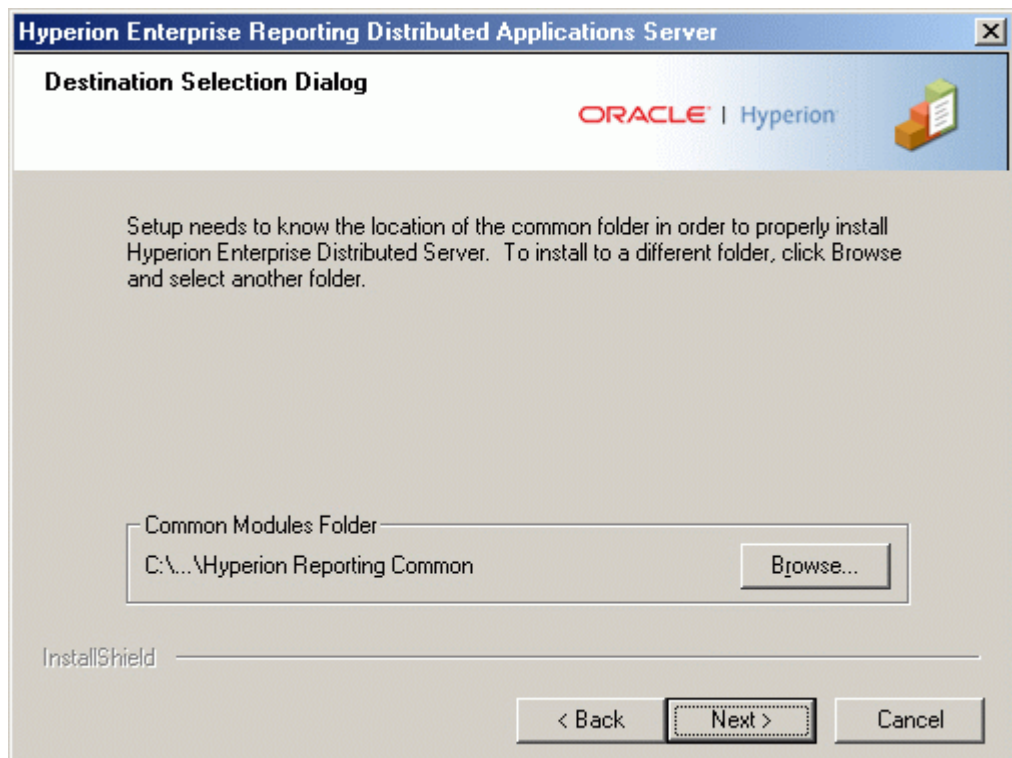 Hyperion Enterprise Reporting Distributed Applications Server
Destination Selection Dialog
ORACLE | Hyperion
Setup needs to know the location of the common folder in order to properly install
Hyperion Enterprise Distributed Server.  To install to a different folder, click Browse
and select another folder.
Common Modules Folder
C:\...\Hyperion Reporting Common
Browse...
InstallShield
< Back
Next >
Cancel